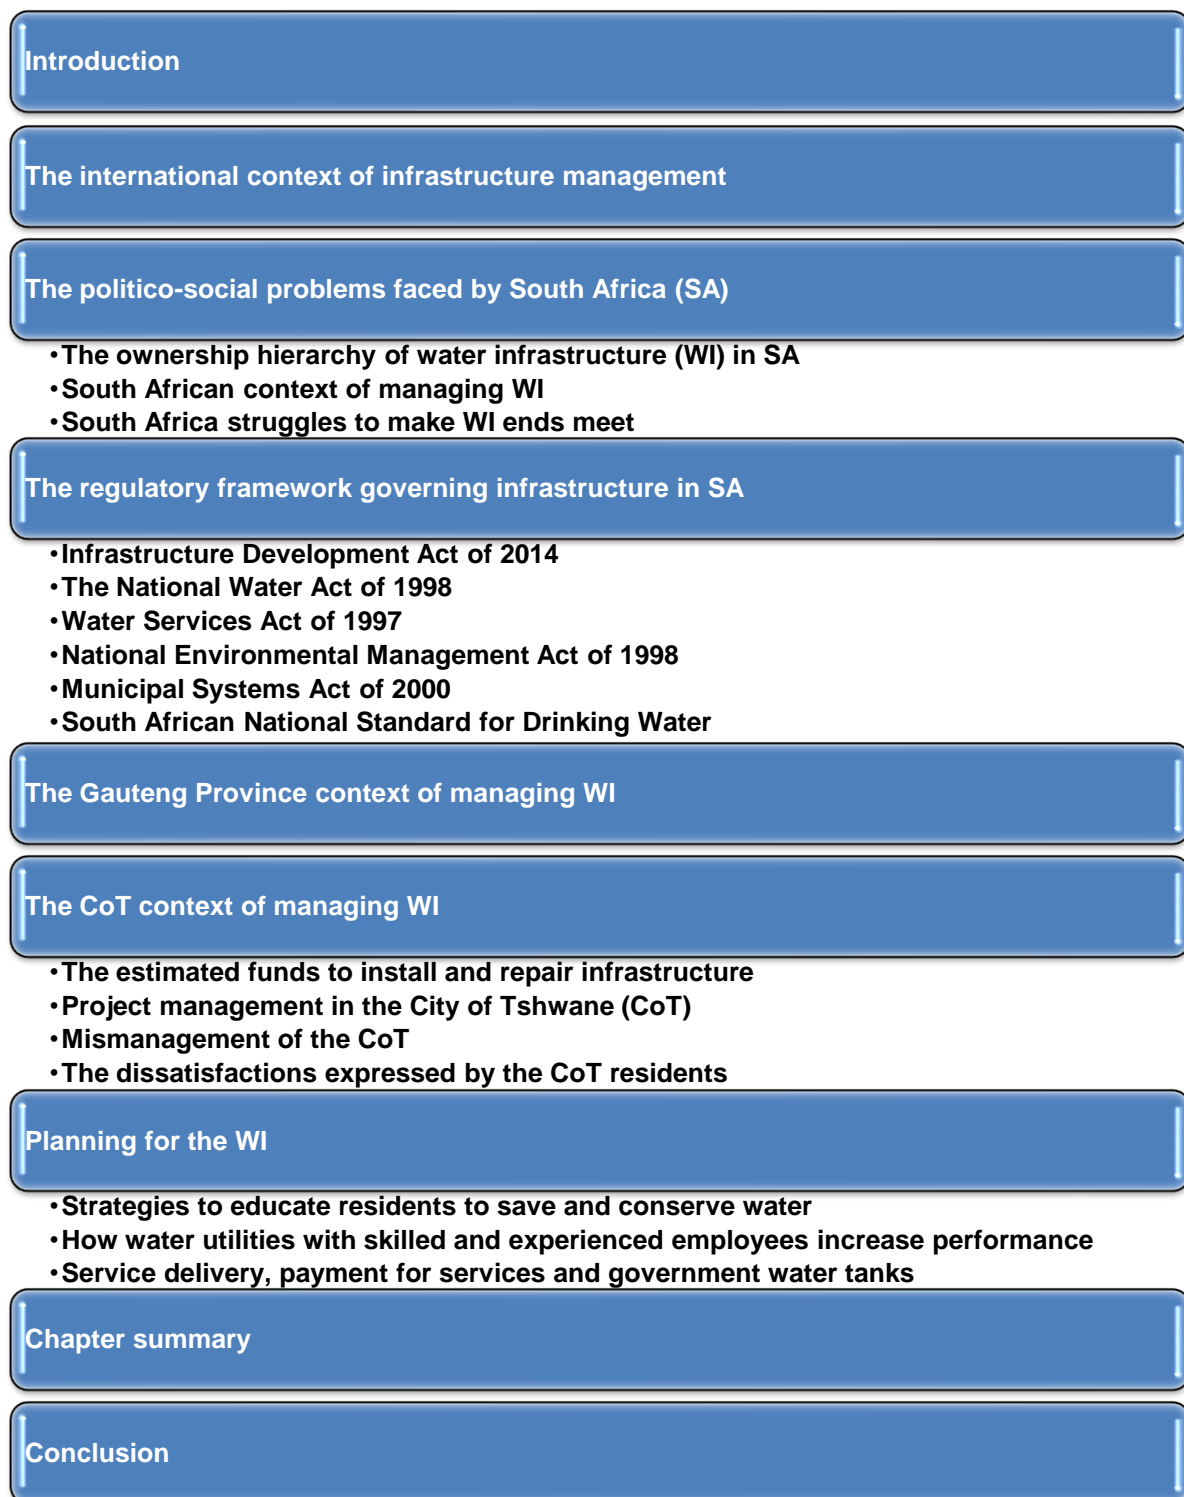 Introduction
The international context of infrastructure management
The politico-social problems faced by South Africa (SA)
•The ownership hierarchy of water infrastructure (WI) in SA
•South African context of managing WI
•South Africa struggles to make WI ends meet
The regulatory framework governing infrastructure in SA
•Infrastructure Development Act of 2014
•The National Water Act of 1998
•Water Services Act of 1997
•National Environmental Management Act of 1998
•Municipal Systems Act of 2000
•South African National Standard for Drinking Water
The Gauteng Province context of managing WI
The CoT context of managing WI
•The estimated funds to install and repair infrastructure
•Project management in the City of Tshwane (CoT)
•Mismanagement of the CoT
•The dissatisfactions expressed by the CoT residents
Planning for the WI
•Strategies to educate residents to save and conserve water
•How water utilities with skilled and experienced employees increase performance
•Service delivery, payment for services and government water tanks
Chapter summary
Conclusion